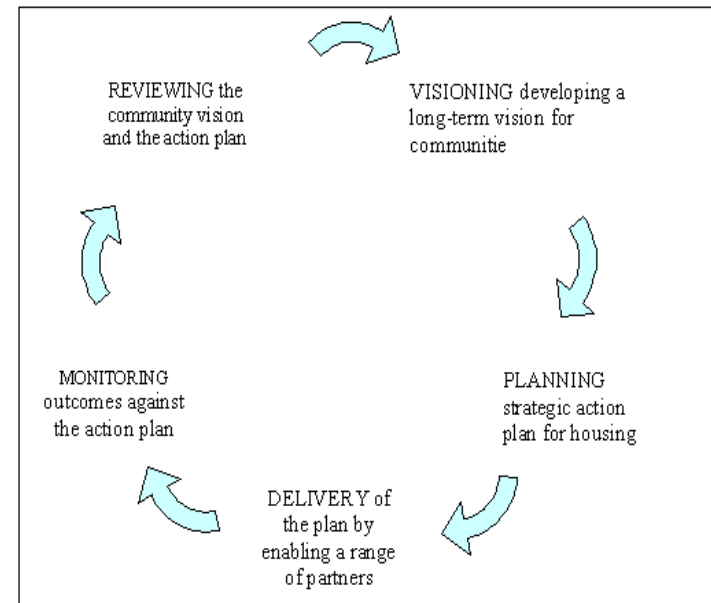 REVIEWING the
community vision
and the action plan
VISIONING developing a
long-term vision for
communitie
PLANNING
strategic action
plan for housing
DELIVERY of
the plan by
enabling a range
of partners
MONITORING
outcomes against
the action plan